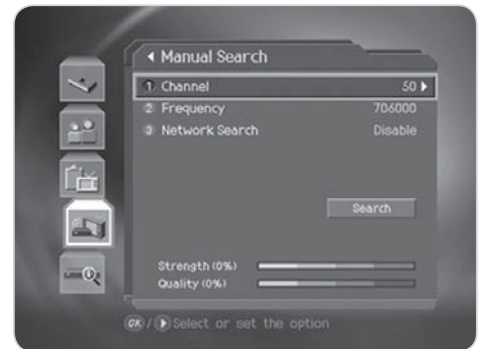 Manual Search
1 Channel 50
2 Frequency 706000
3 Network Search Disable
Search
Strength (0%)
Quality (0%)
OK / Select or set the option